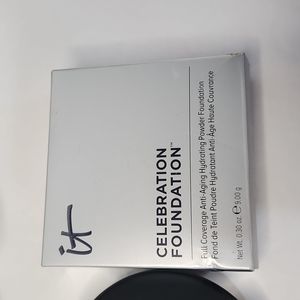 it
CELEBRATION
FOUNDATION™
Full Coverage Anti-Aging Hydrating Powder Foundation
Fond de Teint Poudre Hydratant Anti-Âge Haute Couvrance
Net Wt. 0.30 oz ℮ 9.00 g